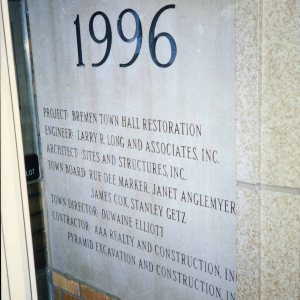 1996
PROJECT: BREMEN TOWN HALL RESTORATION
ENGINEER: LARRY R. LONG AND ASSOCIATES, INC.
ARCHITECT: SITES AND STRUCTURES, INC.
TOWN BOARD: RUE DEE MARKER, JANET ANGLEMYER
JAMES COX, STANLEY GETZ
TOWN DIRECTOR: DUWAINE ELLIOTT
CONTRACTOR: AAA REALTY AND CONSTRUCTION, INC
PYRAMID EXCAVATION AND CONSTRUCTION, IN
LOT